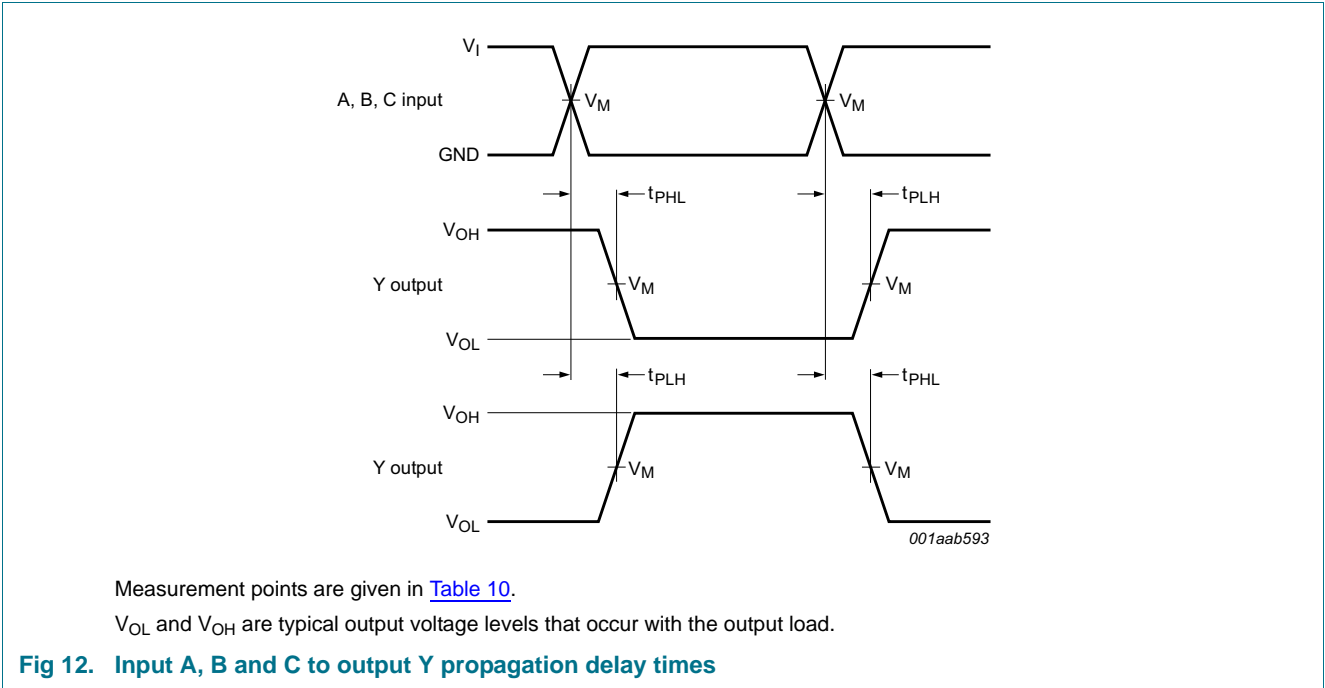 V_I
A, B, C input
V_M
V_M
GND
t_PHL
t_PLH
V_OH
Y output
V_M
V_M
V_OL
t_PLH
t_PHL
V_OH
Y output
V_M
V_M
V_OL
001aab593
Measurement points are given in Table 10.
V_OL and V_OH are typical output voltage levels that occur with the output load.
Fig 12. Input A, B and C to output Y propagation delay times